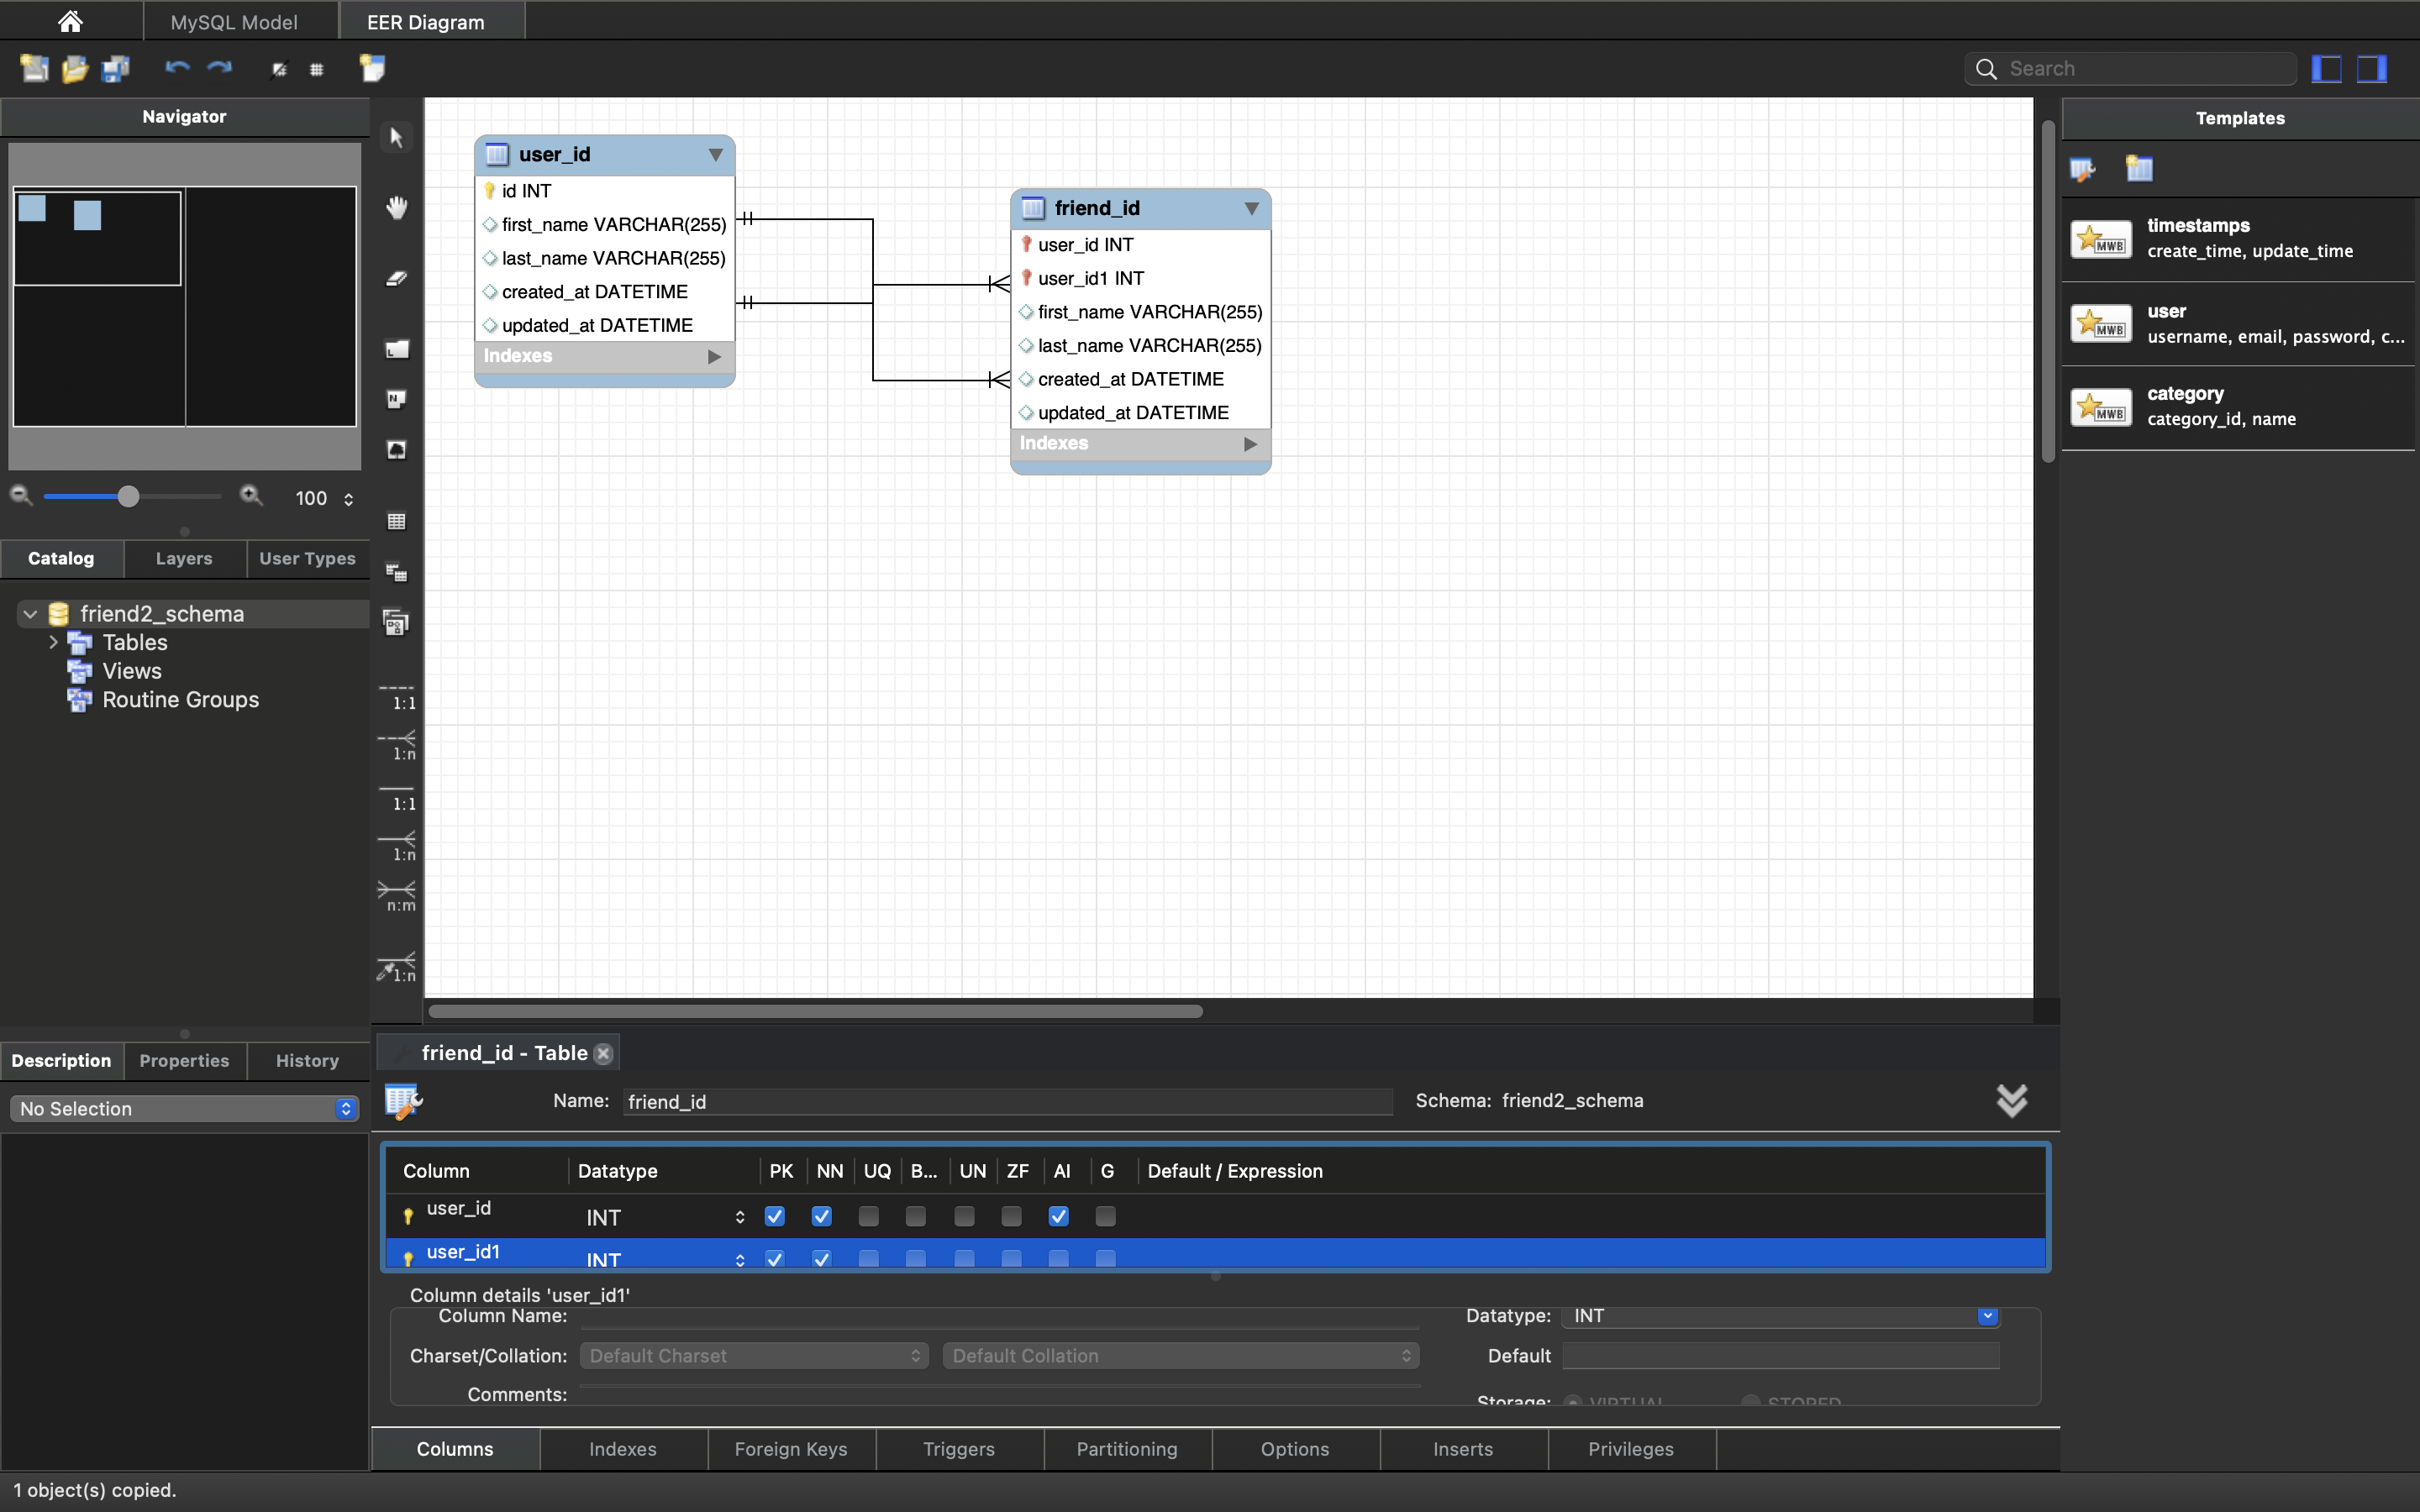 MySQL Model
EER Diagram
Search
Navigator
100
Catalog
Layers
User Types
friend2_schema
Tables
Views
Routine Groups
Description
Properties
History
No Selection
1 object(s) copied.
L
N
1:1
1:n
1:1
1:n
n:m
1:n
user_id
id INT
first_name VARCHAR(255)
last_name VARCHAR(255)
created_at DATETIME
updated_at DATETIME
Indexes
friend_id
user_id INT
user_id1 INT
first_name VARCHAR(255)
last_name VARCHAR(255)
created_at DATETIME
updated_at DATETIME
Indexes
Templates
MWB
timestamps
create_time, update_time
MWB
user
username, email, password, c...
MWB
category
category_id, name
friend_id - Table
Name: friend_id
Schema: friend2_schema
Column Datatype PK NN UQ B... UN ZF AI G Default / Expression
user_id INT
user_id1 INT
Column details 'user_id1'
Column Name:
Datatype: INT
Charset/Collation: Default Charset Default Collation
Default
Comments:
Storage: VIRTUAL STORED
Columns
Indexes
Foreign Keys
Triggers
Partitioning
Options
Inserts
Privileges